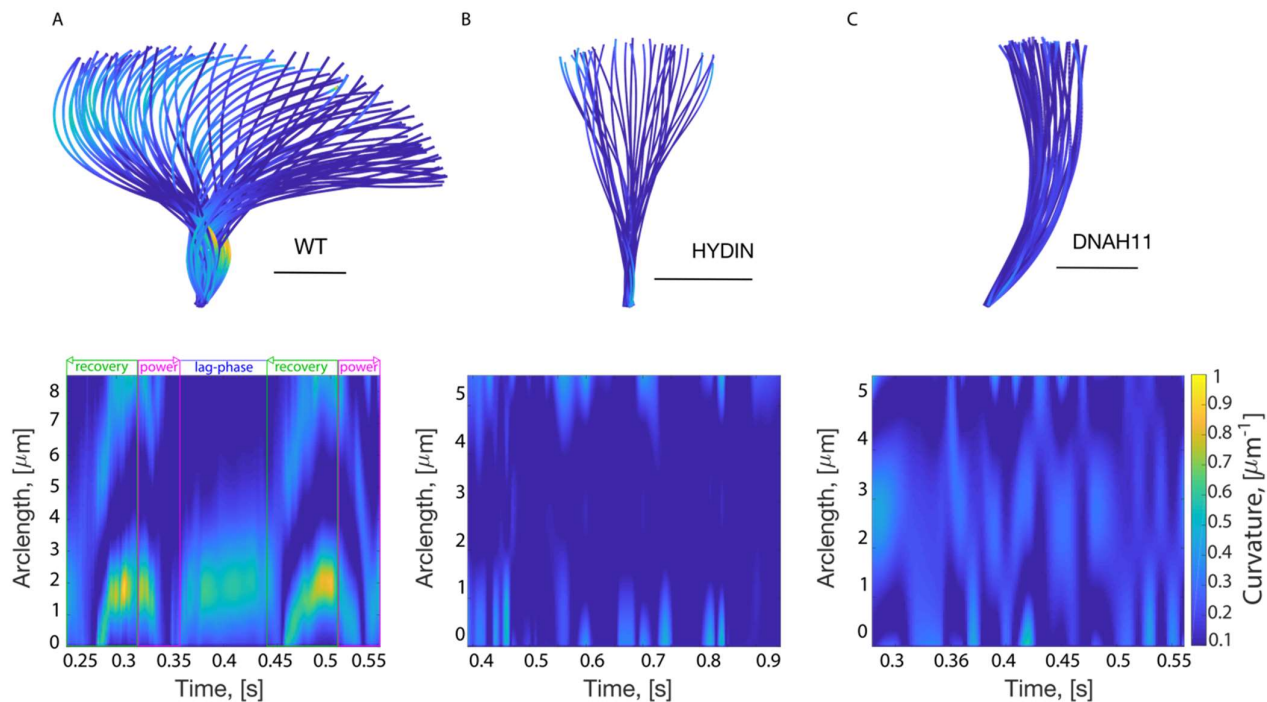 A
B
C
WT
HYDIN
DNAH11
recovery power lag-phase recovery power
8
7
6
5
4
3
2
1
0
Arclength, [μm]
0.25 0.3 0.35 0.4 0.45 0.5 0.55
Time, [s]
5
4
3
2
1
0
Arclength, [μm]
0.4 0.5 0.6 0.7 0.8 0.9
Time, [s]
5
4
3
2
1
0
Arclength, [μm]
0.3 0.36 0.4 0.45 0.5 0.55
Time, [s]
1
0.9
0.8
0.7
0.6
0.5
0.4
0.3
0.2
0.1
Curvature, [μm⁻¹]